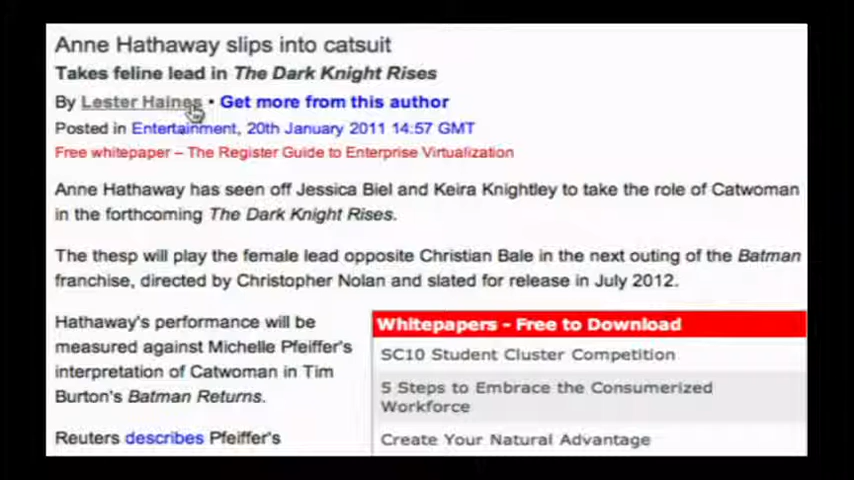 Anne Hathaway slips into catsuit
Takes feline lead in The Dark Knight Rises
By Lester Haines • Get more from this author
Posted in Entertainment, 20th January 2011 14:57 GMT
Free whitepaper – The Register Guide to Enterprise Virtualization
Anne Hathaway has seen off Jessica Biel and Keira Knightley to take the role of Catwoman
in the forthcoming The Dark Knight Rises.
The thesp will play the female lead opposite Christian Bale in the next outing of the Batman
franchise, directed by Christopher Nolan and slated for release in July 2012.
Hathaway's performance will be
measured against Michelle Pfeiffer's
interpretation of Catwoman in Tim
Burton's Batman Returns.
Reuters describes Pfeiffer's
Whitepapers - Free to Download
SC10 Student Cluster Competition
5 Steps to Embrace the Consumerized
Workforce
Create Your Natural Advantage